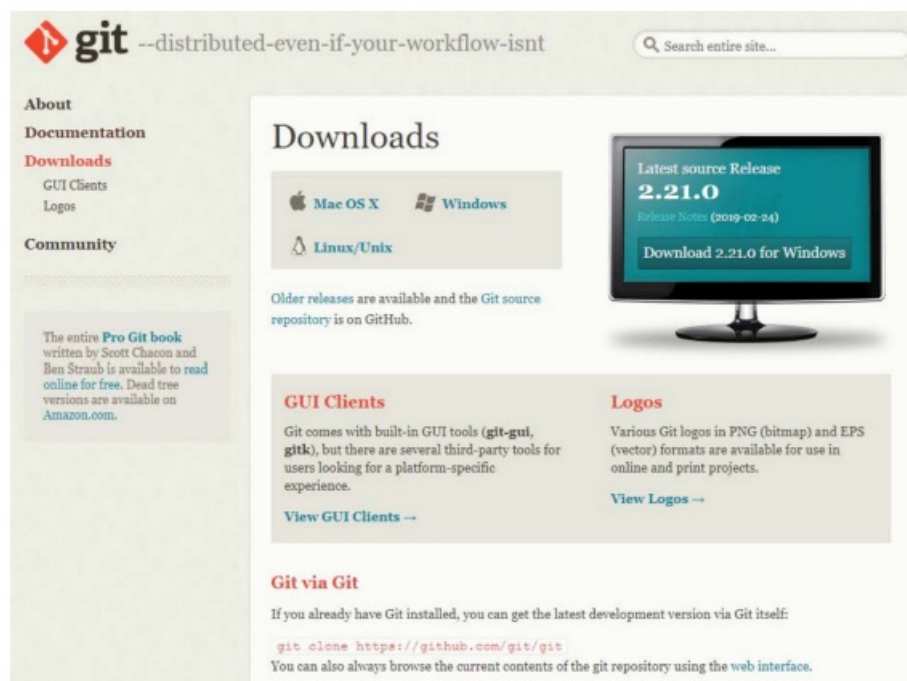 git --distributed-even-if-your-workflow-isnt
Search entire site...
About
Documentation
Downloads
GUI Clients
Logos
Community
The entire Pro Git book
written by Scott Chacon and
Ben Straub is available to read
online for free. Dead tree
versions are available on
Amazon.com.
Downloads
Mac OS X
Windows
Linux/Unix
Older releases are available and the Git source
repository is on GitHub.
Latest source Release
2.21.0
Release Notes (2019-02-24)
Download 2.21.0 for Windows
GUI Clients
Git comes with built-in GUI tools (git-gui,
gitk), but there are several third-party tools for
users looking for a platform-specific
experience.
View GUI Clients →
Logos
Various Git logos in PNG (bitmap) and EPS
(vector) formats are available for use in
online and print projects.
View Logos →
Git via Git
If you already have Git installed, you can get the latest development version via Git itself:
git clone https://github.com/git/git
You can also always browse the current contents of the git repository using the web interface.